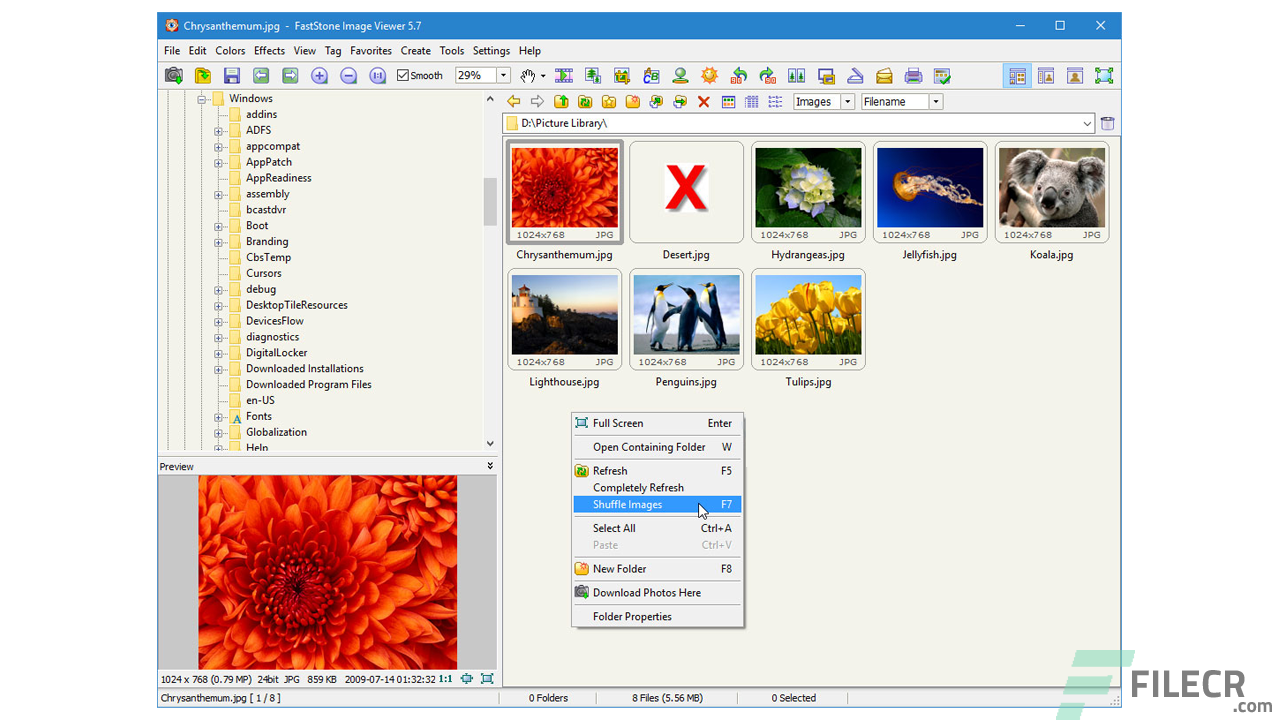 Chrysanthemum.jpg - FastStone Image Viewer 5.7
File Edit Colors Effects View Tag Favorites Create Tools Settings Help
1:1 Smooth 29%
Windows
addins
ADFS
appcompat
AppPatch
AppReadiness
assembly
bcastdvr
Boot
Branding
CbsTemp
Cursors
debug
DesktopTileResources
DevicesFlow
diagnostics
DigitalLocker
Downloaded Installations
Downloaded Program Files
en-US
Fonts
Globalization
Help
Images Filename
D:\Picture Library\
1024x768 JPG
Chrysanthemum.jpg
X
Desert.jpg
1024x768 JPG
Hydrangeas.jpg
1024x768 JPG
Jellyfish.jpg
1024x768 JPG
Koala.jpg
1024x768 JPG
Lighthouse.jpg
1024x768 JPG
Penguins.jpg
1024x768 JPG
Tulips.jpg
Full Screen Enter
Open Containing Folder W
Refresh F5
Completely Refresh
Shuffle Images F7
Select All Ctrl+A
Paste Ctrl+V
New Folder F8
Download Photos Here
Folder Properties
Preview
1024 x 768 (0.79 MP) 24bit JPG 859 KB 2009-07-14 01:32:32 1:1
Chrysanthemum.jpg [ 1 / 8 ]
0 Folders 8 Files (5.56 MB) 0 Selected
FILECR
.com